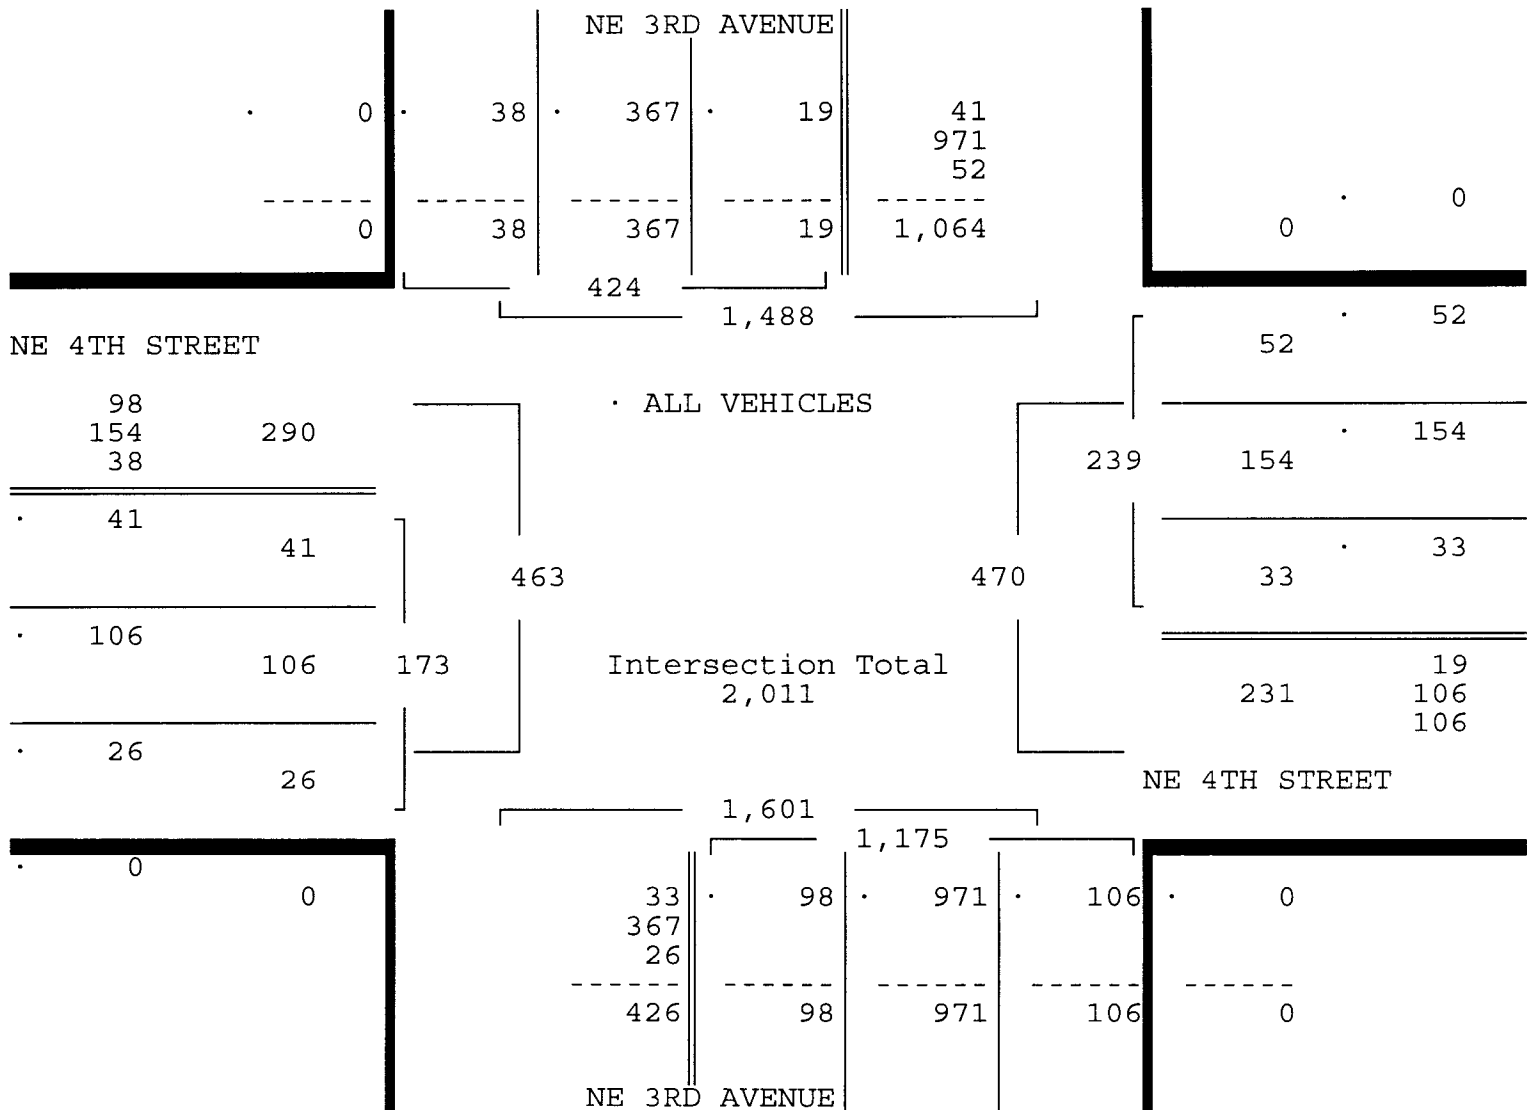 NE 3RD AVENUE
· 0 · 38 · 367 · 19 41
971
52
------ ------ ------ ------ ------
0 38 367 19 1,064
· 0
0
424
1,488
· 52
52
NE 4TH STREET
98
154 290
38
· ALL VEHICLES
· 154
239 154
· 41
41
· 33
33
463
470
· 106
106 173
Intersection Total
2,011
19
231 106
106
· 26
26
NE 4TH STREET
1,601
1,175
· 0
0
33 · 98 · 971 · 106 · 0
367
26
------ ------ ------ ------ ------
426 98 971 106 0
NE 3RD AVENUE